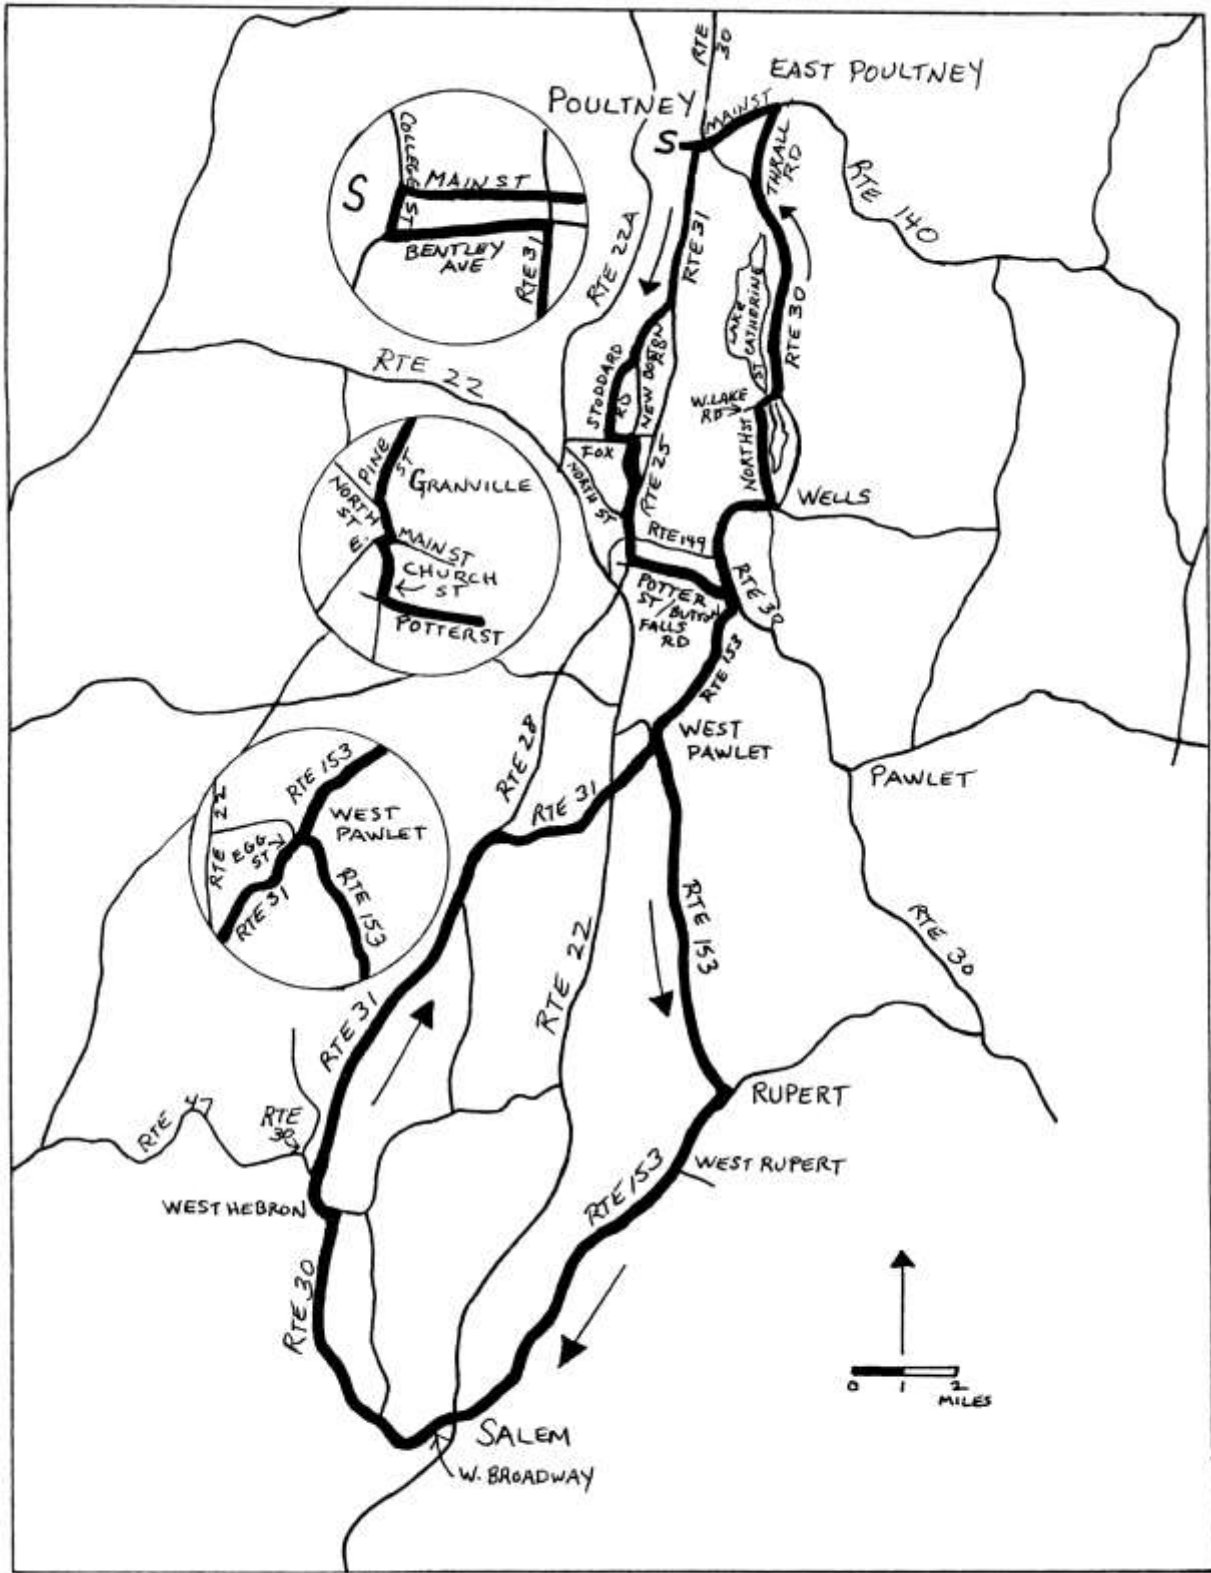 RTE 30
EAST POULTNEY
POULTNEY
MAIN ST
S
THRALL
RD
RTE 140
COLLEGE ST
S
MAIN ST
BENTLEY
AVE
RTE 31
RTE 22A
RTE 31
LAKE
ST CATHERINE
RTE 30
RTE 22
STODDARD
RD
NEW BOSTON
RD
W. LAKE
RD
NORTH ST
FOX
NORTH ST
RTE 25
WELLS
PINE
ST
GRANVILLE
NORTH
ST
E.
MAIN ST
CHURCH
ST
POTTER ST
RTE 149
POTTER
ST/BUTTON
FALLS
RD
RTE 30
RTE 153
WEST
PAWLET
PAWLET
RTE 28
RTE 31
RTE 153
WEST
PAWLET
RTE 22
EGG
ST
RTE 31
RTE 153
RTE 153
RTE 30
RTE 22
RTE 31
RTE 47
RTE
30
RUPERT
WEST RUPERT
WEST HEBRON
RTE 153
RTE 30
0 1 2
MILES
SALEM
W. BROADWAY